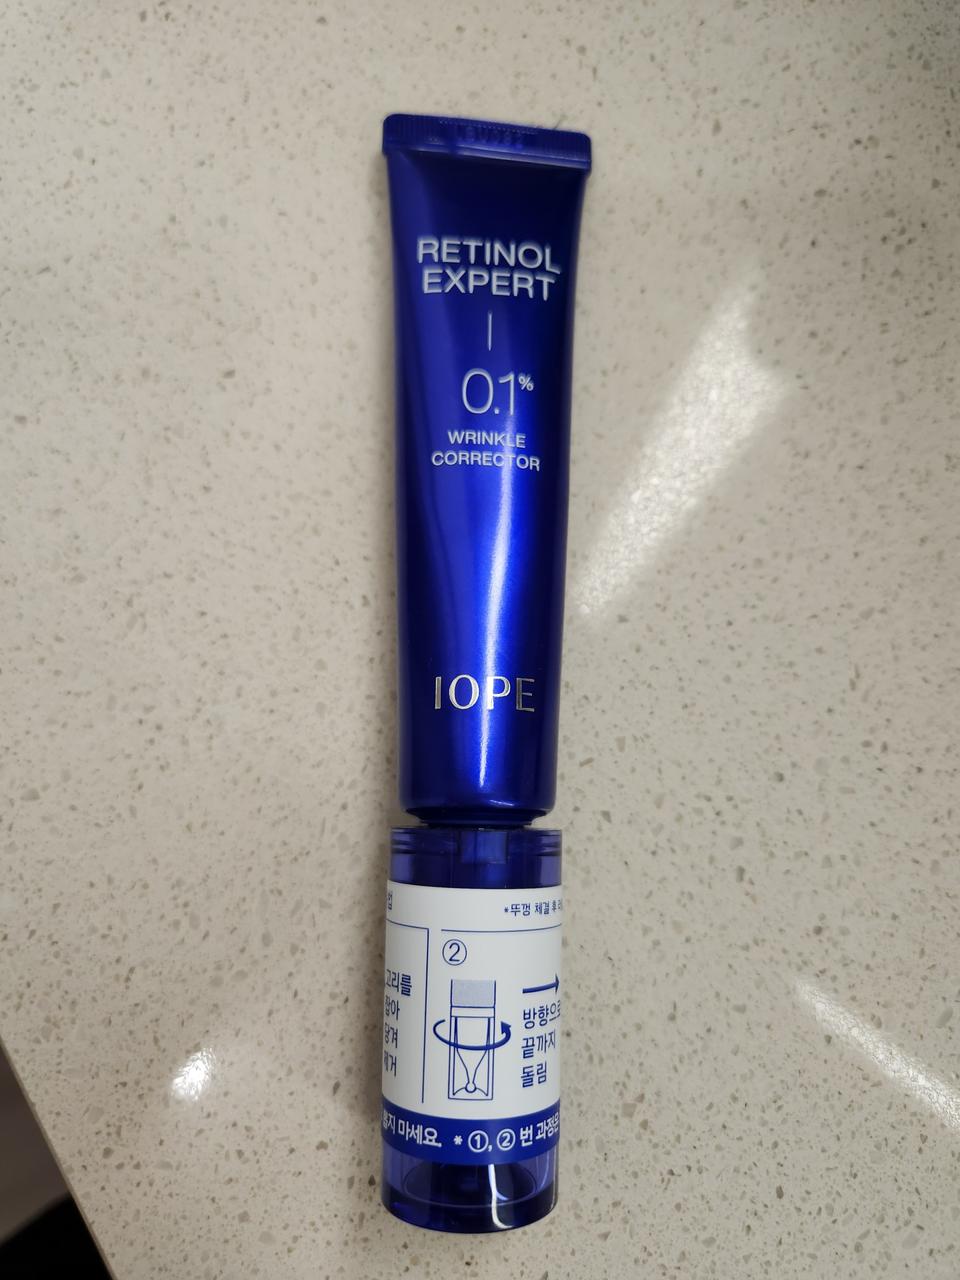 RETINOL
EXPERT
0.1%
WRINKLE
CORRECTOR
IOPE
*뚜껑 체결 후
②
고리를
잡아
당겨
제거
방향으로
끝까지
돌림
마세요. * ①, ② 번 과정은